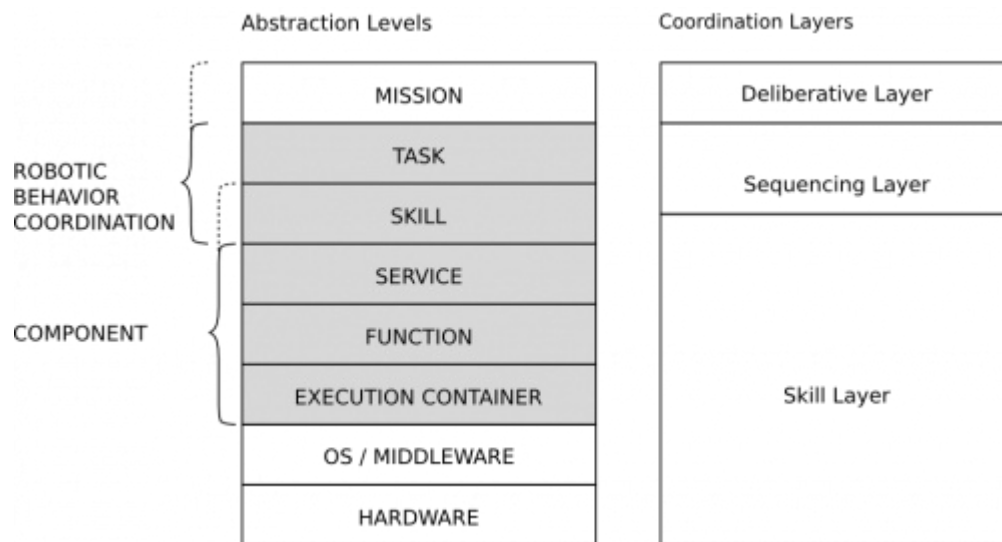 Abstraction Levels
Coordination Layers
MISSION
Deliberative Layer
TASK
ROBOTIC
BEHAVIOR
COORDINATION
Sequencing Layer
SKILL
SERVICE
COMPONENT
FUNCTION
EXECUTION CONTAINER
Skill Layer
OS / MIDDLEWARE
HARDWARE